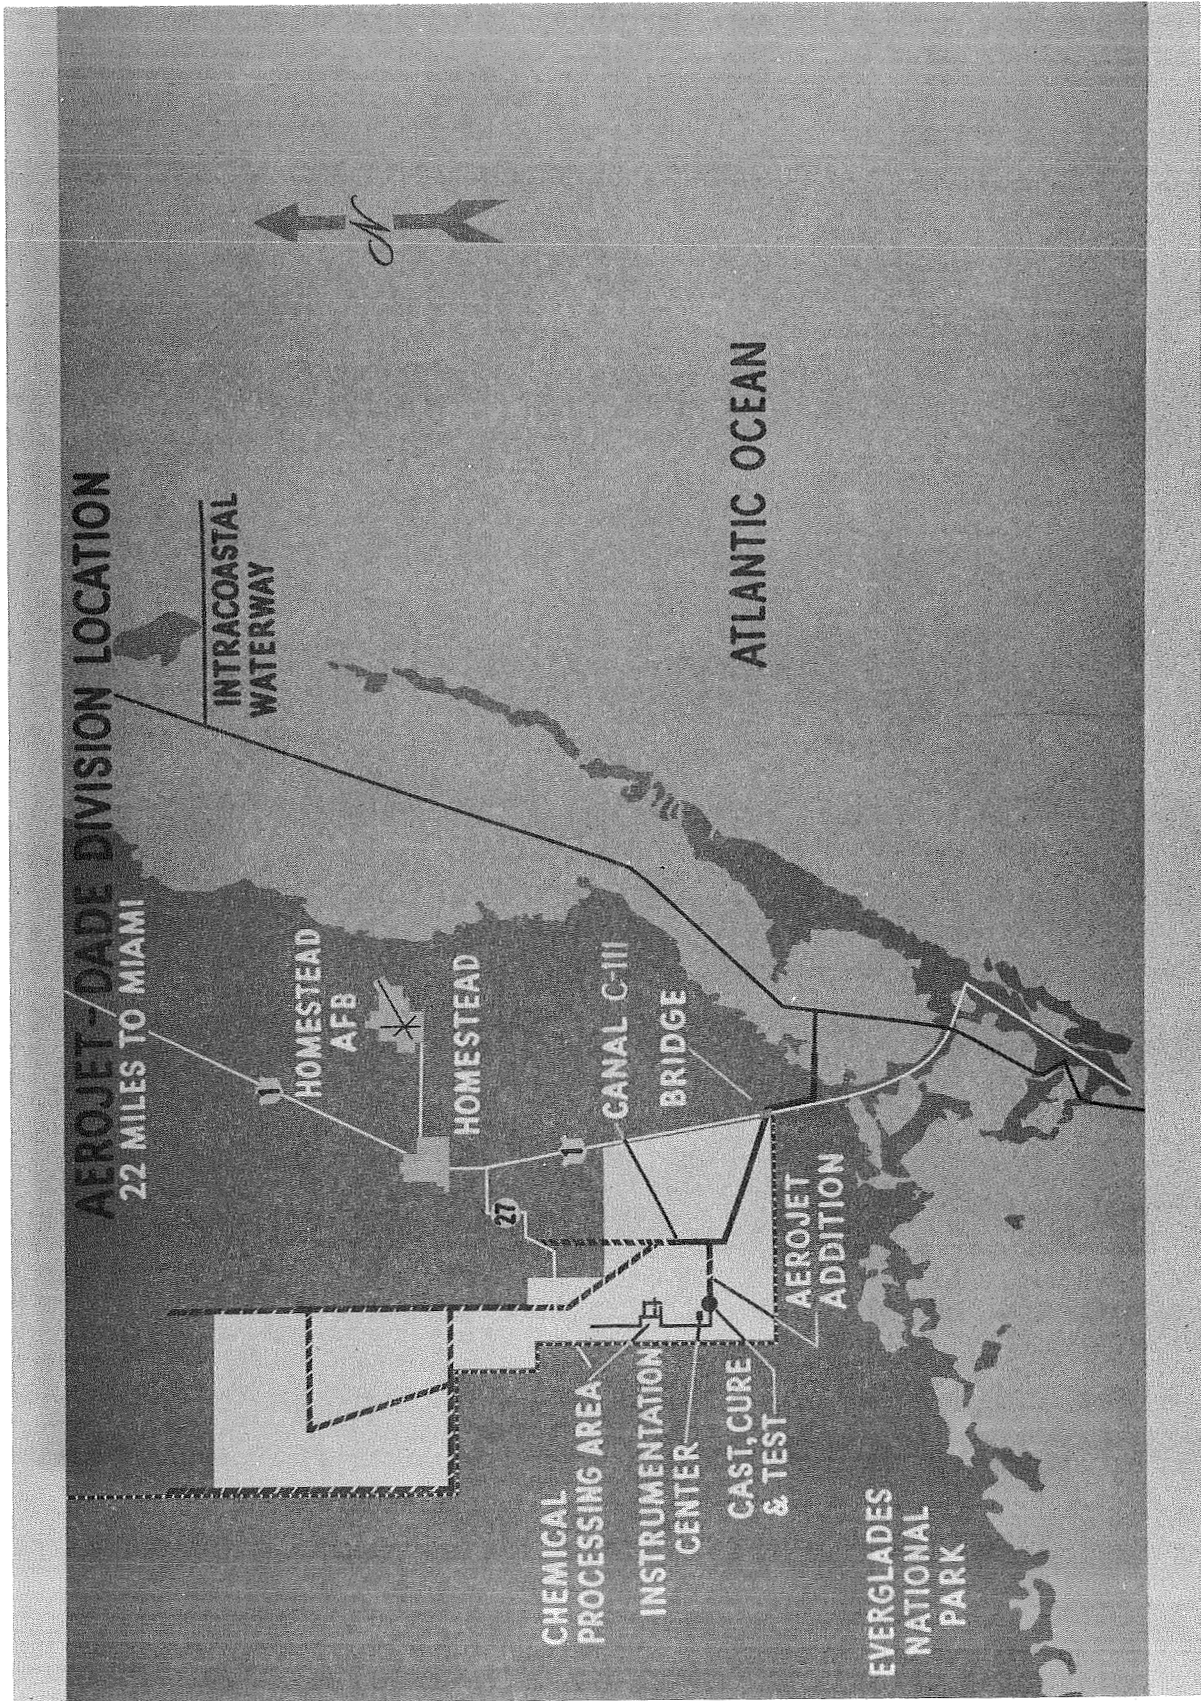 AEROJET-DADE DIVISION LOCATION
22 MILES TO MIAMI
INTRACOASTAL
WATERWAY
N
1
HOMESTEAD
AFB
HOMESTEAD
27
1
CANAL C-III
BRIDGE
ATLANTIC OCEAN
CHEMICAL
PROCESSING AREA
INSTRUMENTATION
CENTER
CAST, CURE
& TEST
AEROJET
ADDITION
EVERGLADES
NATIONAL
PARK